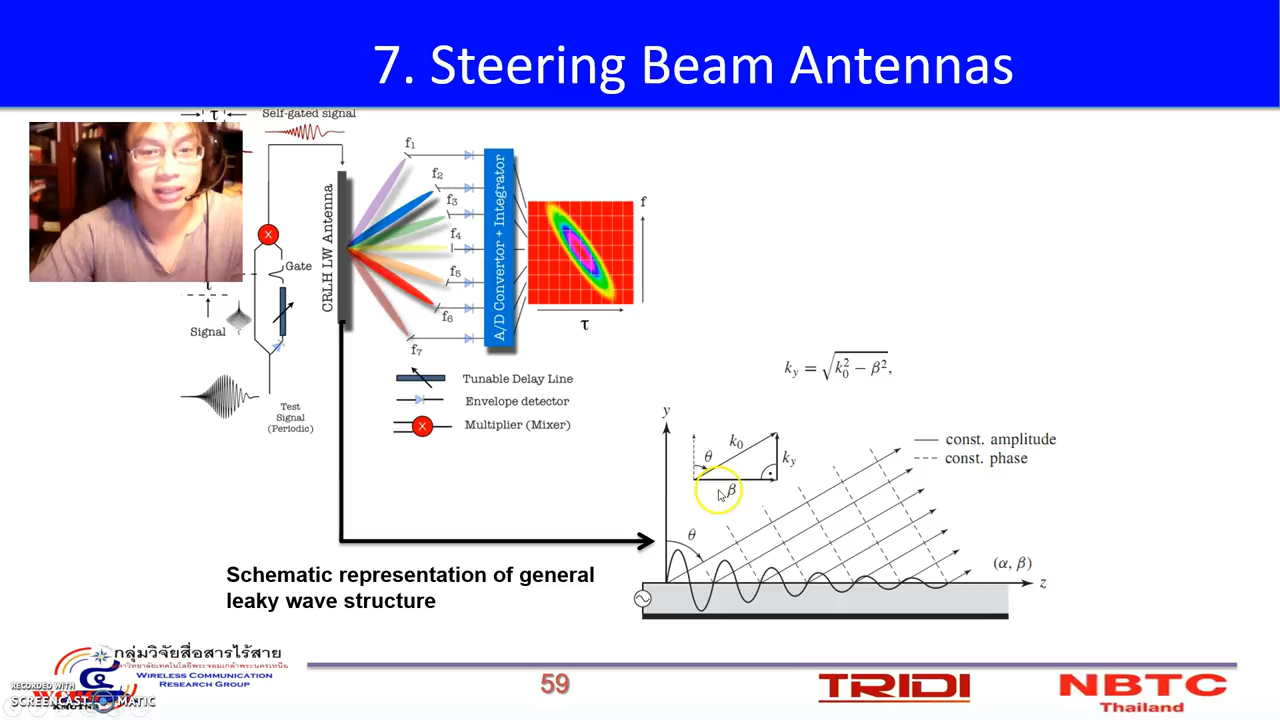 7. Steering Beam Antennas
τ
Self-gated signal
Gate
Signal
Test
Signal
(Periodic)
X
CRLH LW Antenna
f1
f2
f3
f4
f5
f6
f7
A/D Convertor + Integrator
f
τ
Tunable Delay Line
Envelope detector
X
Multiplier (Mixer)
ky = √k0² − β²,
y
θ
k0
ky
β
const. amplitude
const. phase
θ
(α, β)
z
Schematic representation of general
leaky wave structure
กลุ่มวิจัยสื่อสารไร้สาย
มหาวิทยาลัยเทคโนโลยีพระจอมเกล้าพระนครเหนือ
WIRELESS COMMUNICATION
RESEARCH GROUP
RECORDED WITH
SCREENCAST MATIC
59
TRIDI
NBTC
Thailand